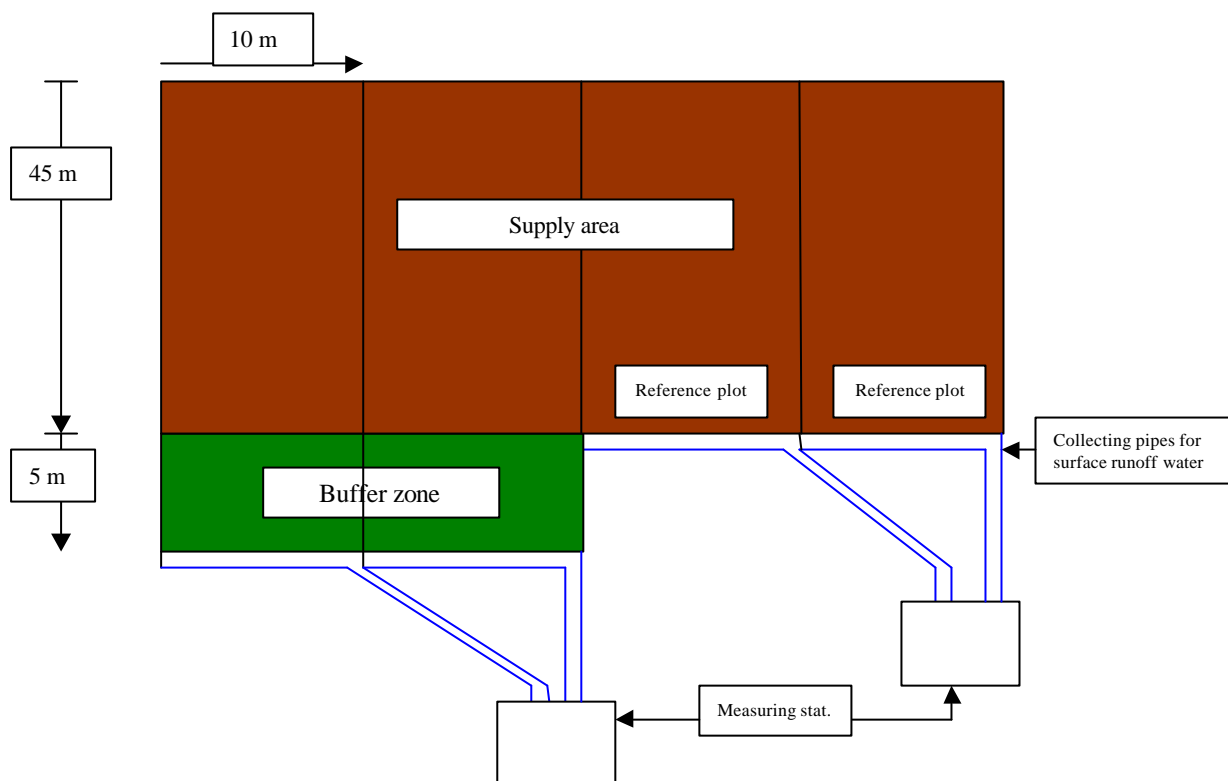 10 m
45 m
Supply area
Reference plot
Reference plot
Collecting pipes for
surface runoff water
5 m
Buffer zone
Measuring stat.